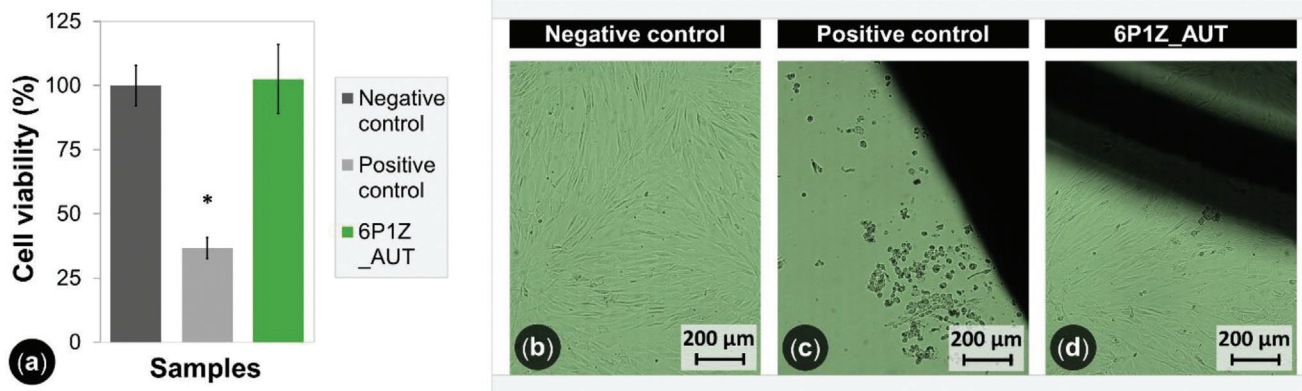 125
100
75
50
25
0
Cell viability (%)
*
Samples
(a)
Negative
control
Positive
control
6P1Z
_AUT
Negative control
Positive control
6P1Z_AUT
(b)
200 µm
(c)
200 µm
(d)
200 µm